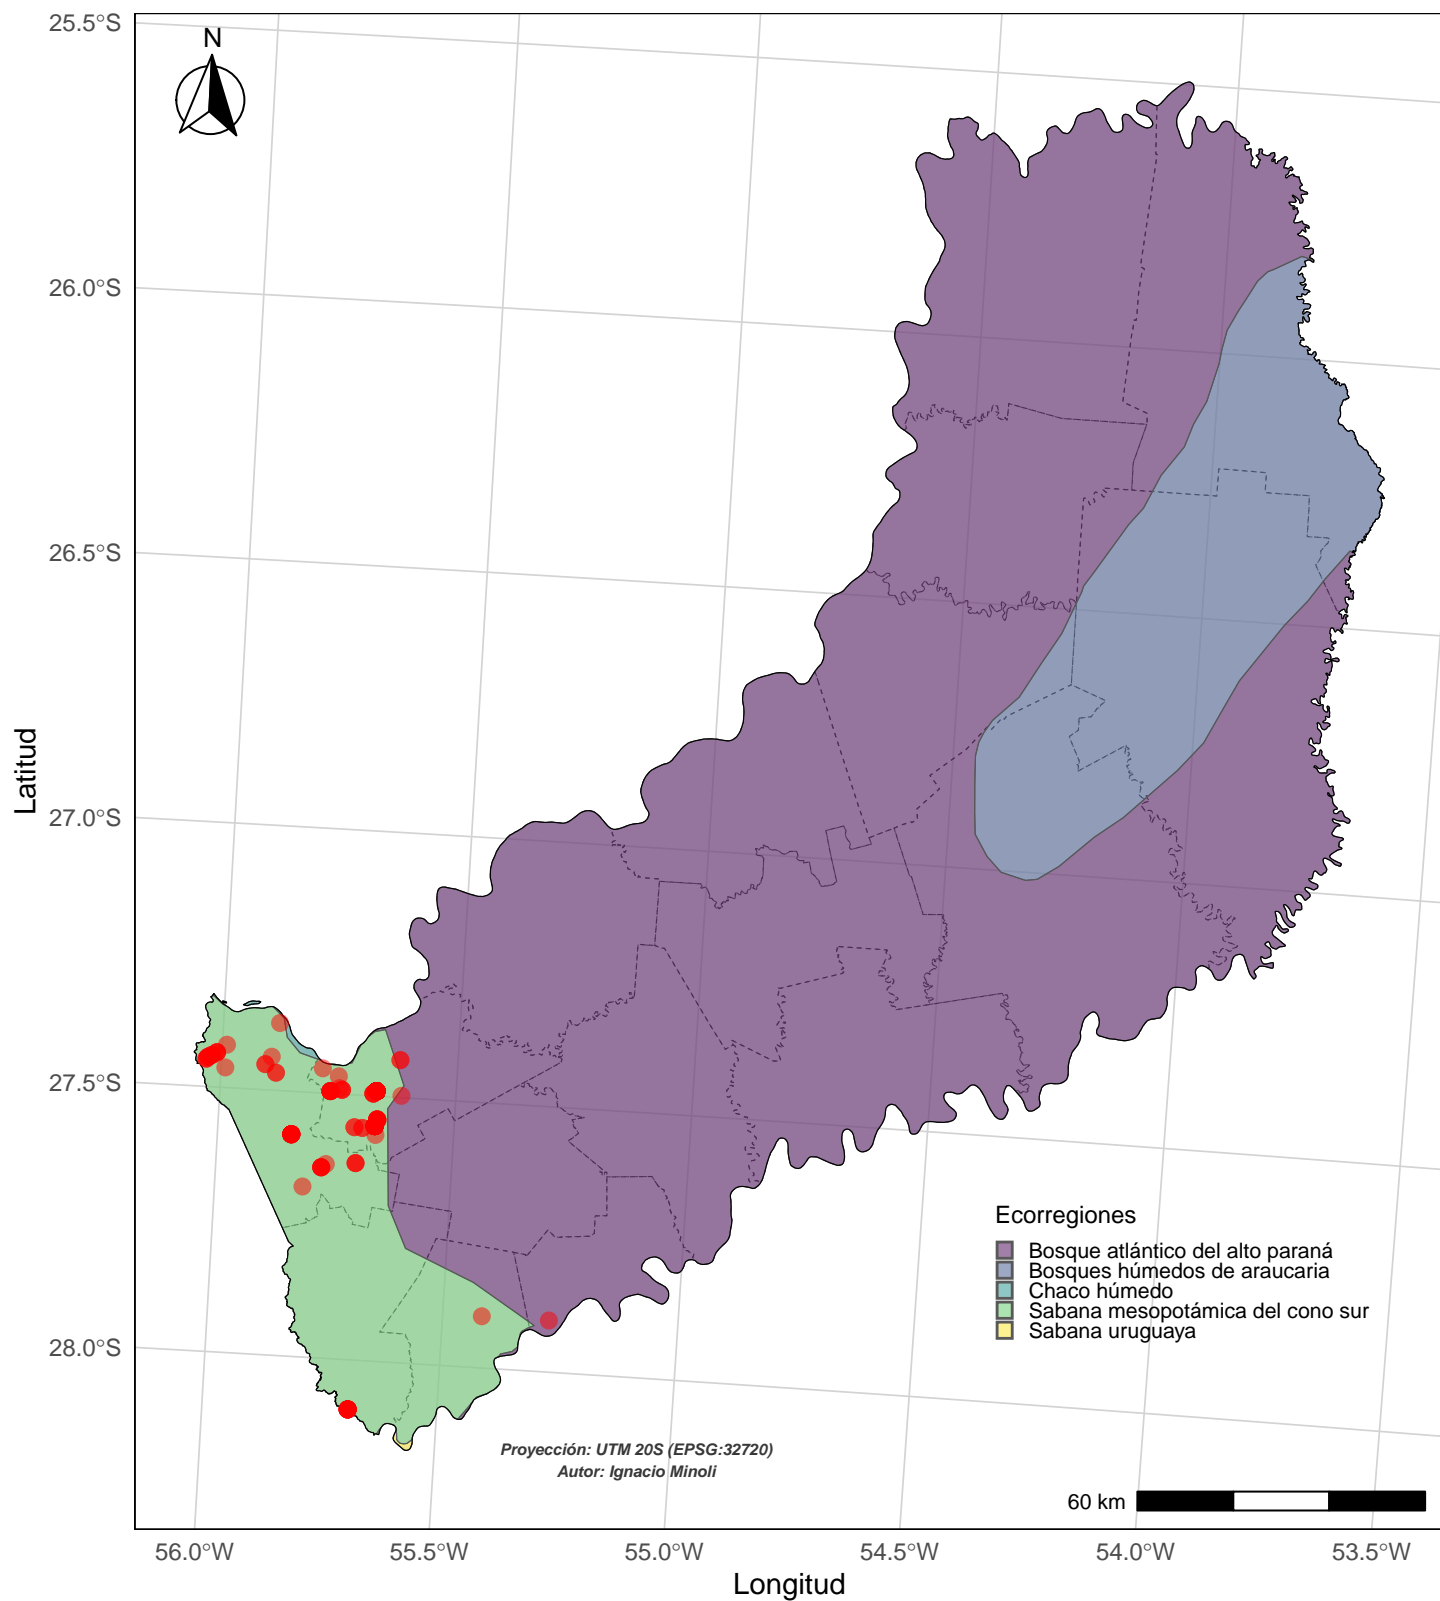 25.5°S
N
26.0°S
26.5°S
Latitud
27.0°S
27.5°S
Ecorregiones
Bosque atlántico del alto paraná
Bosques húmedos de araucaria
Chaco húmedo
Sabana mesopotámica del cono sur
Sabana uruguaya
28.0°S
Proyección: UTM 20S (EPSG:32720)
Autor: Ignacio Minoli
60 km
56.0°W 55.5°W 55.0°W 54.5°W 54.0°W 53.5°W
Longitud